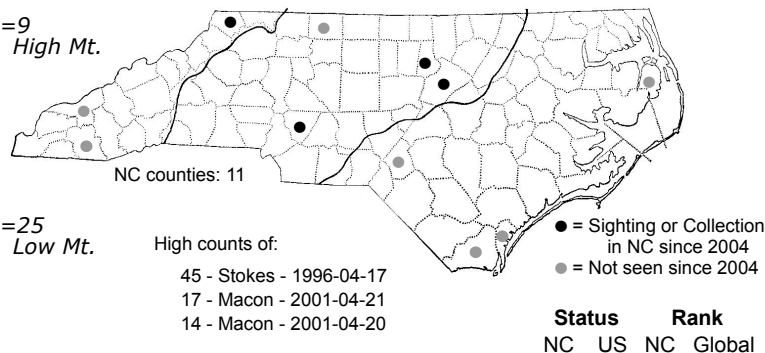 =9
High Mt.
NC counties: 11
=25
Low Mt.
High counts of:
45 - Stokes - 1996-04-17
17 - Macon - 2001-04-21
14 - Macon - 2001-04-20
= Sighting or Collection
in NC since 2004
= Not seen since 2004
Status Rank
NC US NC Global